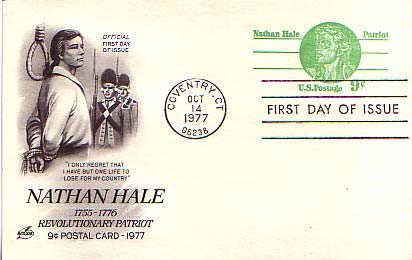 OFFICIAL
FIRST DAY
OF ISSUE
"I ONLY REGRET THAT
I HAVE BUT ONE LIFE TO
LOSE FOR MY COUNTRY"
NATHAN HALE
1755-1776
REVOLUTIONARY PATRIOT
9¢ POSTAL CARD - 1977
COVENTRY, CT
OCT
14
1977
06238
Nathan Hale Patriot
U.S. Postage 9¢
FIRST DAY OF ISSUE